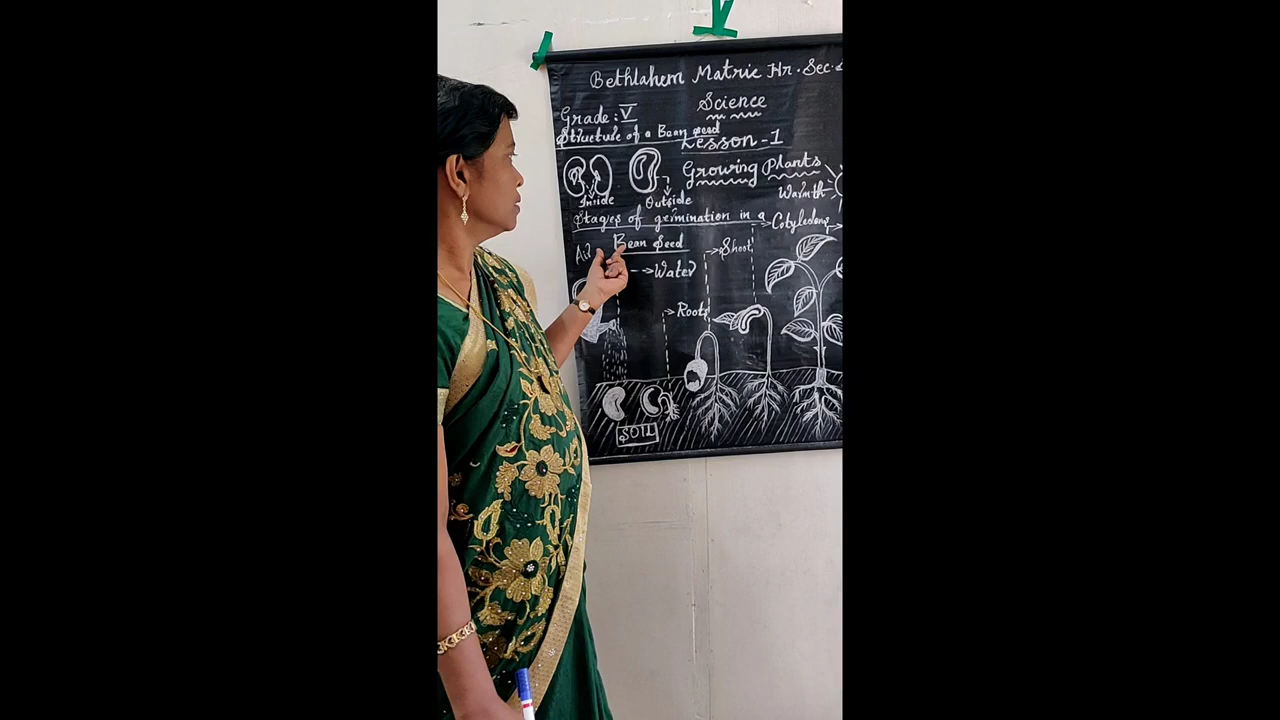 Bethlahem Matric Hr. Sec. S
Science
Grade: V
Structure of a Bean seed
Lesson-1
Growing Plants
Inside
Outside
Warmth
Stages of germination in a
Bean Seed
Cotyledons
Air
Shoot
Water
Roots
SOIL